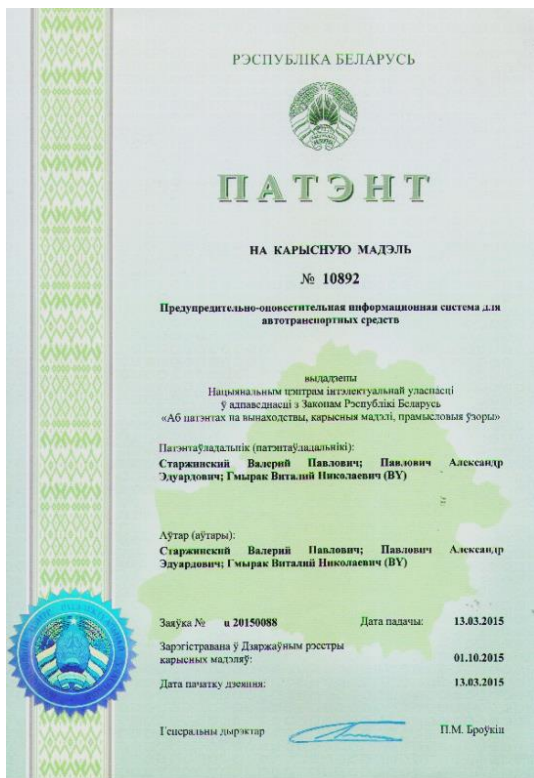 РЭСПУБЛІКА БЕЛАРУСЬ
ПАТЭНТ
НА КАРЫСНУЮ МАДЭЛЬ
№ 10892
Предупредительно-оповестительная информационная система для
автотранспортных средств
выдадзены
Нацыянальным цэнтрам інтэлектуальнай уласнасці
ў адпаведнасці з Законам Рэспублікі Беларусь
«Аб патэнтах на вынаходствы, карысныя мадэлі, прамысловыя ўзоры»
Патэнтаўладальнік (патэнтаўладальнікі):
Старжинский Валерий Павлович; Павлович Александр
Эдуардович; Гмырак Виталий Николаевич (BY)
Аўтар (аўтары):
Старжинский Валерий Павлович; Павлович Александр
Эдуардович; Гмырак Виталий Николаевич (BY)
Заяўка № u 20150088 Дата падачы: 13.03.2015
Зарэгістравана ў Дзяржаўным рэестры
карысных мадэляў: 01.10.2015
Дата пачатку дзеяння: 13.03.2015
Генеральны дырэктар П.М. Броўкін